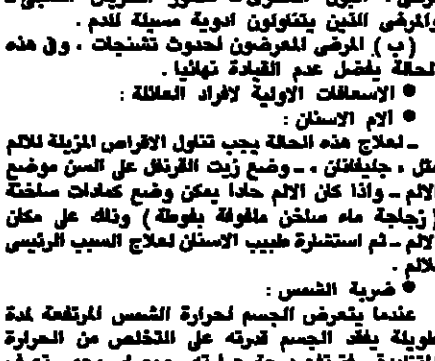 والمرضى الذين يتناولون ادوية مسيلة للدم .
( ب ) المرضى المعرضون لحدوث تشنجات ، وفى هذه
الحالة يفضل عدم القيادة نهائيا .
● الاسعافات الاولية لافراد العائلة :
● آلام الاسنان :
ـ لعلاج هذه الحالة يجب تناول الاقراص المزيلة للالم
مثل ، جليفانان ، ـ وضع زيت القرنفل على السن موضع
الالم ـ واذا كان الالم حادا يمكن وضع كمادات ساخنة
( زجاجة ماء ساخن ملفوفة بفوطة ) وذلك على مكان
الالم ـ ثم استشارة طبيب الاسنان لعلاج السبب الرئيسى
للالم .
● ضربة الشمس :
عندما يتعرض الجسم لحرارة الشمس المرتفعة لمدة
طويلة يفقد الجسم قدرته على التخلص من الحرارة